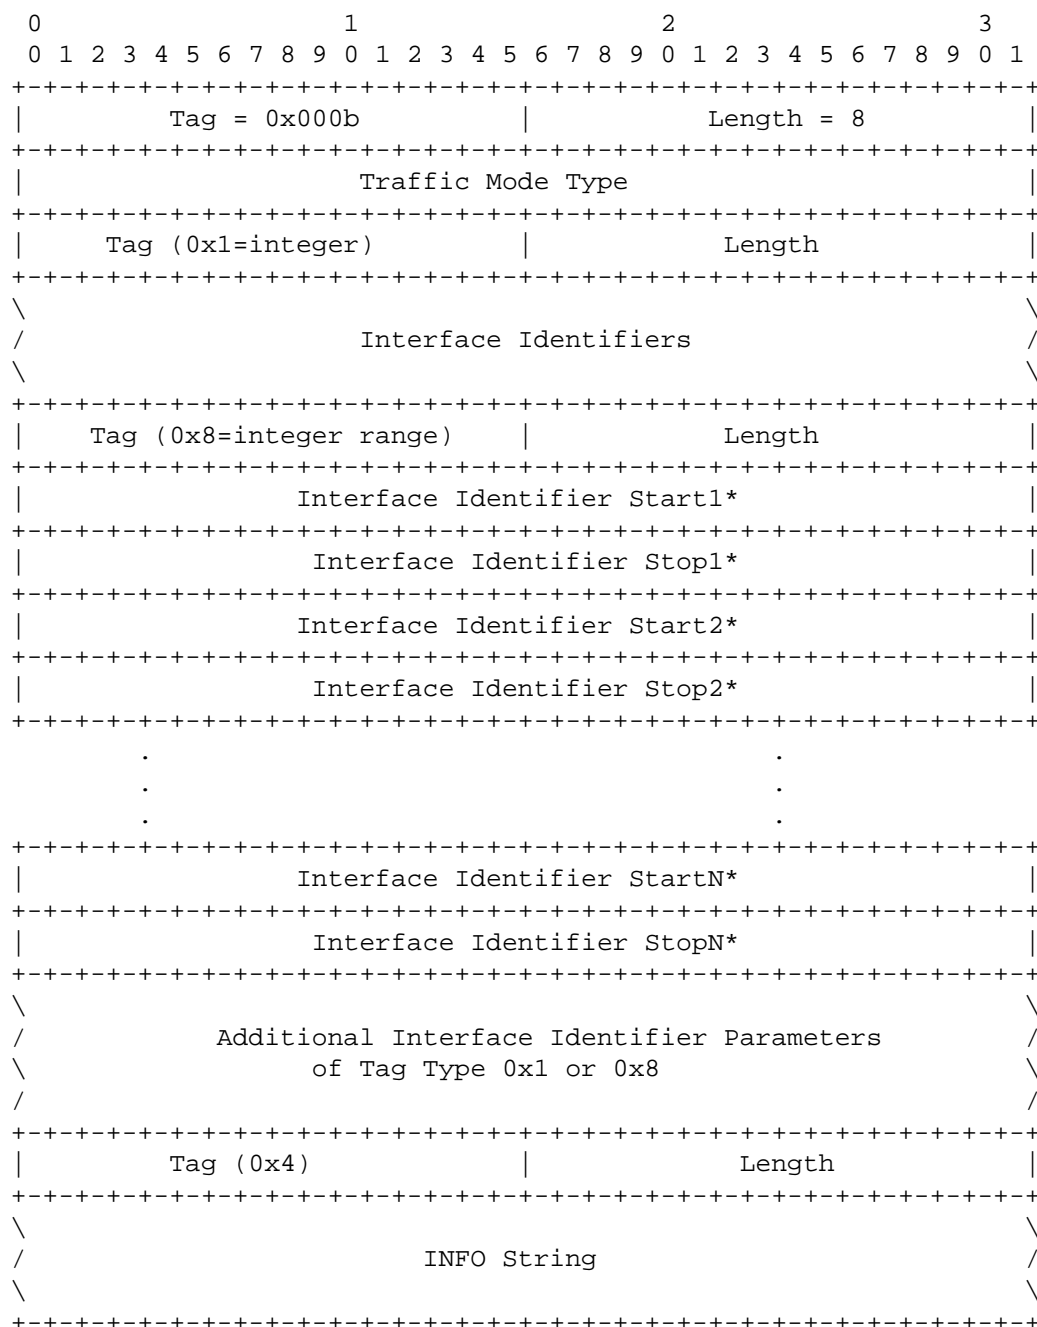 0                   1                   2                   3
 0 1 2 3 4 5 6 7 8 9 0 1 2 3 4 5 6 7 8 9 0 1 2 3 4 5 6 7 8 9 0 1
+-+-+-+-+-+-+-+-+-+-+-+-+-+-+-+-+-+-+-+-+-+-+-+-+-+-+-+-+-+-+-+-+
|         Tag = 0x000b          |           Length = 8          |
+-+-+-+-+-+-+-+-+-+-+-+-+-+-+-+-+-+-+-+-+-+-+-+-+-+-+-+-+-+-+-+-+
|                     Traffic Mode Type                         |
+-+-+-+-+-+-+-+-+-+-+-+-+-+-+-+-+-+-+-+-+-+-+-+-+-+-+-+-+-+-+-+-+
|     Tag (0x1=integer)         |            Length             |
+-+-+-+-+-+-+-+-+-+-+-+-+-+-+-+-+-+-+-+-+-+-+-+-+-+-+-+-+-+-+-+-+
\                                                               \
/                     Interface Identifiers                     /
\                                                               \
+-+-+-+-+-+-+-+-+-+-+-+-+-+-+-+-+-+-+-+-+-+-+-+-+-+-+-+-+-+-+-+-+
|    Tag (0x8=integer range)    |            Length             |
+-+-+-+-+-+-+-+-+-+-+-+-+-+-+-+-+-+-+-+-+-+-+-+-+-+-+-+-+-+-+-+-+
|                 Interface Identifier Start1*                  |
+-+-+-+-+-+-+-+-+-+-+-+-+-+-+-+-+-+-+-+-+-+-+-+-+-+-+-+-+-+-+-+-+
|                  Interface Identifier Stop1*                  |
+-+-+-+-+-+-+-+-+-+-+-+-+-+-+-+-+-+-+-+-+-+-+-+-+-+-+-+-+-+-+-+-+
|                 Interface Identifier Start2*                  |
+-+-+-+-+-+-+-+-+-+-+-+-+-+-+-+-+-+-+-+-+-+-+-+-+-+-+-+-+-+-+-+-+
|                  Interface Identifier Stop2*                  |
+-+-+-+-+-+-+-+-+-+-+-+-+-+-+-+-+-+-+-+-+-+-+-+-+-+-+-+-+-+-+-+-+
        .                                       .
        .                                       .
        .                                       .
+-+-+-+-+-+-+-+-+-+-+-+-+-+-+-+-+-+-+-+-+-+-+-+-+-+-+-+-+-+-+-+-+
|                 Interface Identifier StartN*                  |
+-+-+-+-+-+-+-+-+-+-+-+-+-+-+-+-+-+-+-+-+-+-+-+-+-+-+-+-+-+-+-+-+
|                  Interface Identifier StopN*                  |
+-+-+-+-+-+-+-+-+-+-+-+-+-+-+-+-+-+-+-+-+-+-+-+-+-+-+-+-+-+-+-+-+
\                                                               \
/            Additional Interface Identifier Parameters         /
\                  of Tag Type 0x1 or 0x8                       \
/                                                               /
+-+-+-+-+-+-+-+-+-+-+-+-+-+-+-+-+-+-+-+-+-+-+-+-+-+-+-+-+-+-+-+-+
|         Tag (0x4)             |             Length            |
+-+-+-+-+-+-+-+-+-+-+-+-+-+-+-+-+-+-+-+-+-+-+-+-+-+-+-+-+-+-+-+-+
\                                                               \
/                         INFO String                           /
\                                                               \
+-+-+-+-+-+-+-+-+-+-+-+-+-+-+-+-+-+-+-+-+-+-+-+-+-+-+-+-+-+-+-+-+